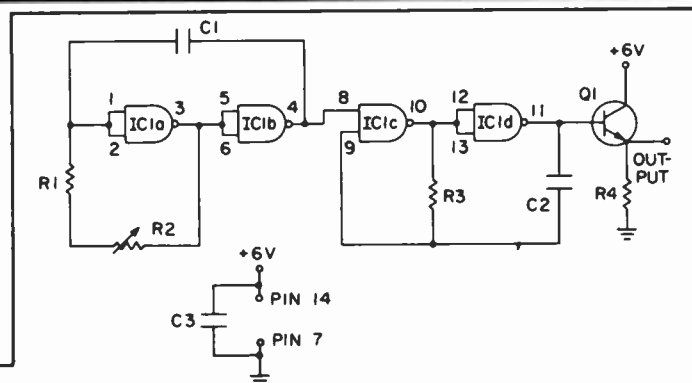 C1
+6V
Q1
1
2
IC1a
3
5
6
IC1b
4
8
9
IC1c
10
12
13
IC1d
11
OUT-
PUT
R1
R2
R3
C2
R4
+6V
C3
PIN 14
PIN 7